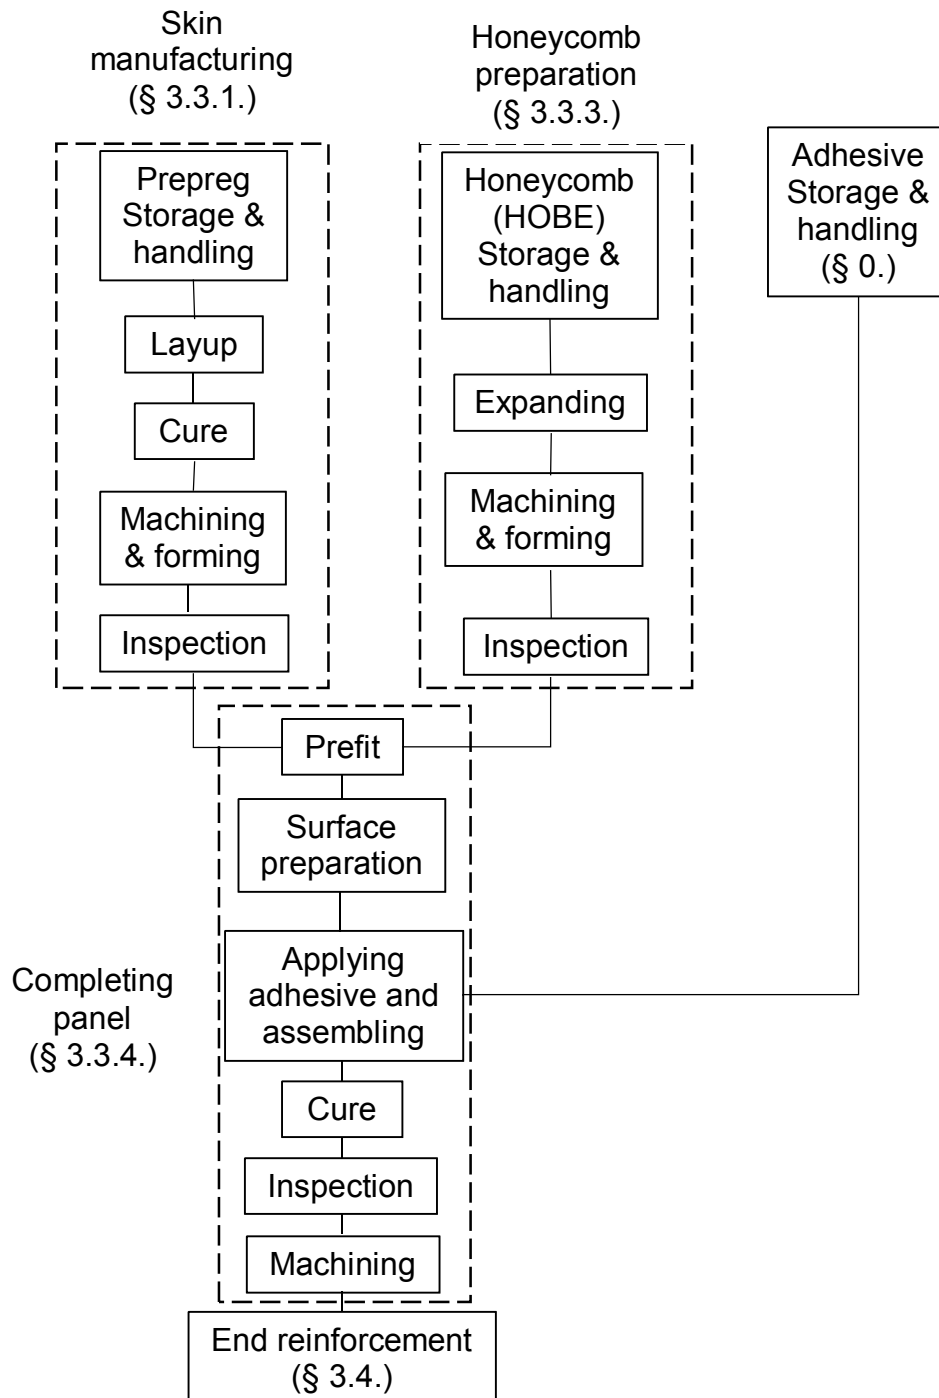 Skin
manufacturing
(§ 3.3.1.)
Prepreg
Storage &
handling
Layup
Cure
Machining
& forming
Inspection
Honeycomb
preparation
(§ 3.3.3.)
Honeycomb
(HOBE)
Storage &
handling
Expanding
Machining
& forming
Inspection
Adhesive
Storage &
handling
(§ 0.)
Completing
panel
(§ 3.3.4.)
Prefit
Surface
preparation
Applying
adhesive and
assembling
Cure
Inspection
Machining
End reinforcement
(§ 3.4.)